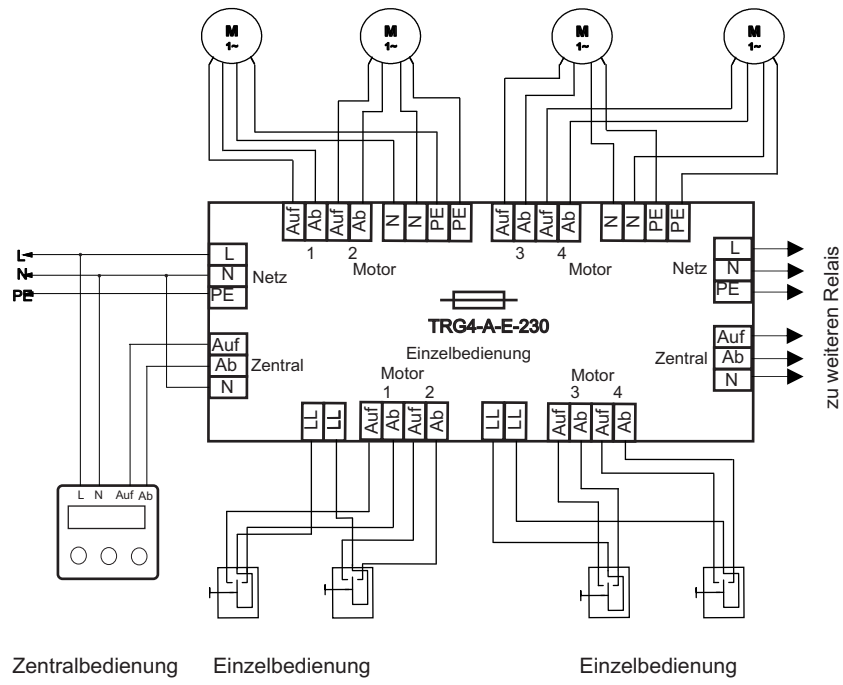 M M M M
1~ 1~ 1~ 1~
Auf Ab Auf Ab N N PE PE Auf Ab Auf Ab N N PE PE
1 2 3 4
Motor Motor
L L L
N N Netz Netz N
PE PE PE
TRG4-A-E-230
Einzelbedienung
Auf Auf
Ab Zentral Zentral Ab
N N
zu weiteren Relais
Motor Motor
1 2 3 4
LL LL Auf Ab Auf Ab LL LL Auf Ab Auf Ab
L N Auf Ab
Zentralbedienung Einzelbedienung Einzelbedienung